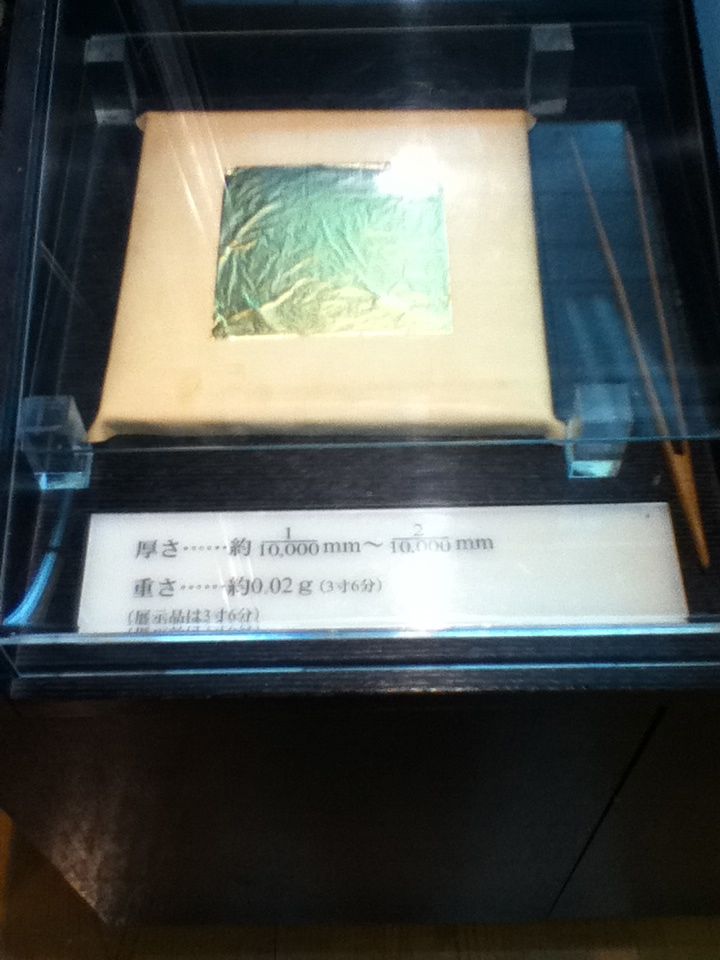 厚さ……約 1/10,000 mm～ 2/10,000 mm
重さ……約0.02 g (3寸6分)
(展示品は3寸6分)